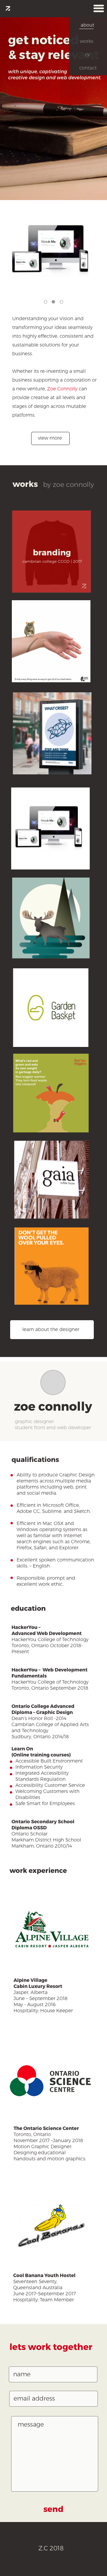 Z
about
works
cv
contact
get noticed
& stay rele
with unique, captivating
creative design and web development
Understanding your vision and
transforming your ideas seamlessly
into highly effective, consistent and
sustainable solutions for your
business.
Whether its re-inventing a small
business supporting a corporation or
a new venture, Zoe Connolly can
provide creative at all levels and
stages of design across mutable
platforms.
view more
works by zoe connolly
branding
cambrian college CCGD | 2017
WHAT CRISES?
Garden
Basket
gaia
DON'T GET THE
WOOL PULLED
OVER YOUR EYES.
learn about the designer
zoe connolly
graphic designer
student front end web developer
qualifications
Ability to produce Graphic Design
elements across multiple media
platforms including web, print
and social media.
Efficient in Microsoft Office,
Adobe CC, Sublime, and Sketch.
Efficient in Mac OSX and
Windows operating systems as
well as familiar with Internet
search engines such as Chrome,
Firefox, Safari, and Explorer.
Excellent spoken communication
skills. – English
Responsible, prompt and
excellent work ethic.
education
HackerYou –
Advanced Web Development
HackerYou College of Technology
Toronto, Ontario October 2018-
Present
HackerYou – Web Development
Fundamentals
HackerYou College of Technology
Toronto, Ontario September 2018
Ontario College Advanced
Diploma – Graphic Design
Dean's Honor Roll -2014
Cambrian College of Applied Arts
and Technology
Sudbury, Ontario 2014/18
Learn On
(Online training courses)
Accessible Built Environment
Information Security
Integrated Accessibility
Standards Regulation
Accessibility Customer Service
Welcoming Customers with
Disabilities
Safe Smart for Employees
Ontario Secondary School
Diploma OSSD
Ontario Scholar
Markham District High School
Markham, Ontario 2010/14
work experience
ALPINE VILLAGE
CABIN RESORT JASPER ALBERTA
Alpine Village
Cabin Luxury Resort
Jasper, Alberta
June – September 2018
May - August 2016
Hospitality: House Keeper
ONTARIO
SCIENCE
CENTRE
The Ontario Science Center
Toronto, Ontario
November 2017 -January 2018
Motion Graphic Designer
Designing educational
handouts and motion graphics
Cool Bananas
Cool Banana Youth Hostel
Seventeen Seventy,
Queensland Australia
June 2017-September 2017
Hospitality: Team Member
lets work together
name
email address
message
send
Z.C 2018